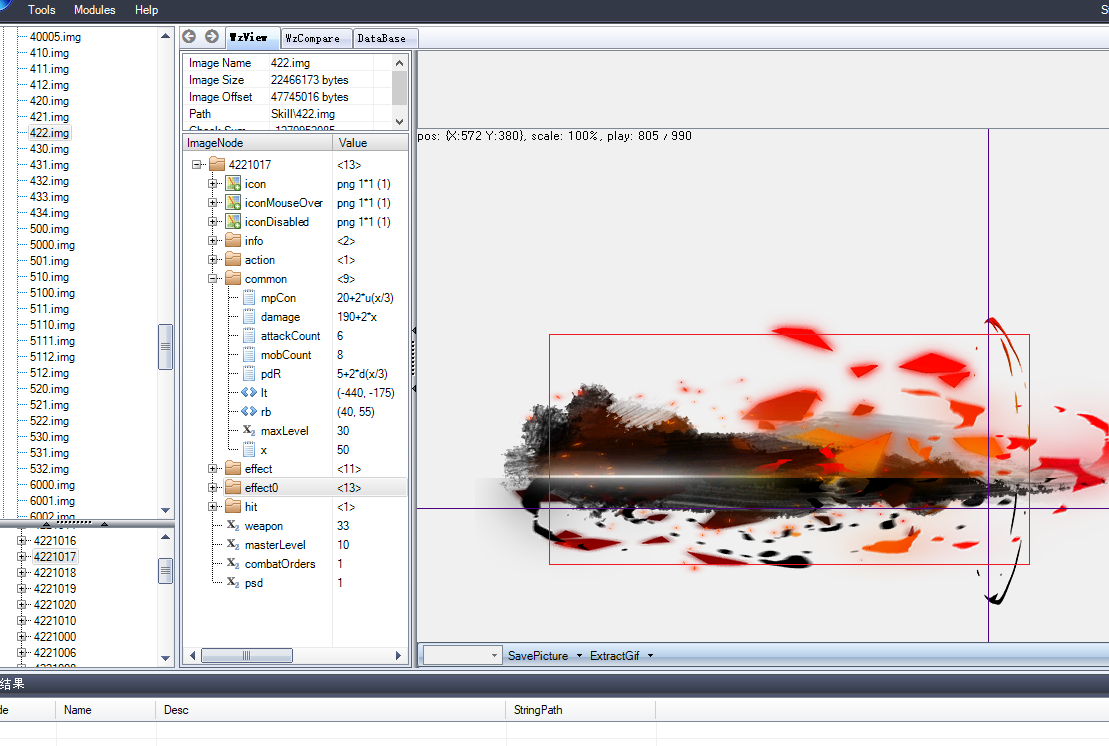 Tools Modules Help S
40005.img
410.img
411.img
412.img
420.img
421.img
422.img
430.img
431.img
432.img
433.img
434.img
500.img
5000.img
501.img
510.img
5100.img
511.img
5110.img
5111.img
5112.img
512.img
520.img
521.img
522.img
530.img
531.img
532.img
6000.img
6001.img
6002.img
4221016
4221017
4221018
4221019
4221020
4221010
4221000
4221006
WzView WzCompare DataBase
Image Name 422.img
Image Size 22466173 bytes
Image Offset 47745016 bytes
Path Skill\422.img
Check Sum
ImageNode Value
4221017 <13>
icon png 1*1 (1)
iconMouseOver png 1*1 (1)
iconDisabled png 1*1 (1)
info <2>
action <1>
common <9>
mpCon 20+2*u(x/3)
damage 190+2*x
attackCount 6
mobCount 8
pdR 5+2*d(x/3)
lt (-440, -175)
rb (40, 55)
X2 maxLevel 30
x 50
effect <11>
effect0 <13>
hit <1>
X2 weapon 33
X2 masterLevel 10
X2 combatOrders 1
X2 psd 1
pos: {X:572 Y:380}, scale: 100%, play: 805 / 990
SavePicture ExtractGif
结果
de Name Desc StringPath